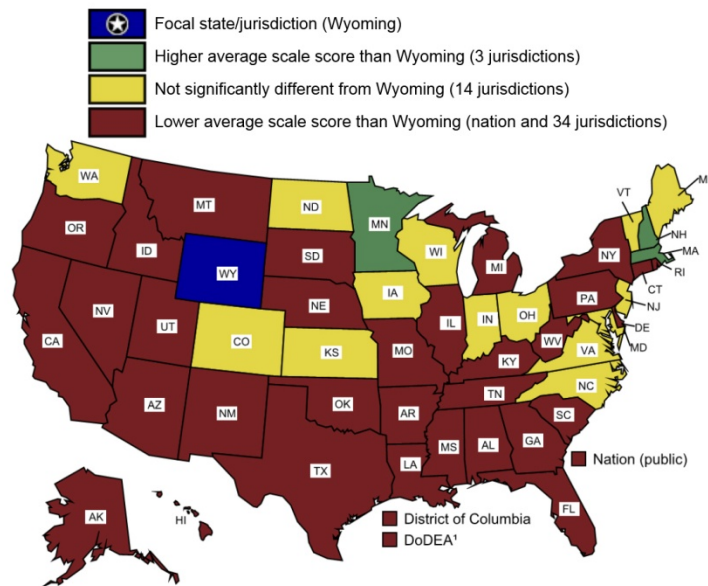 Focal state/jurisdiction (Wyoming)
Higher average scale score than Wyoming (3 jurisdictions)
Not significantly different from Wyoming (14 jurisdictions)
Lower average scale score than Wyoming (nation and 34 jurisdictions)
WA
MT
ND
MN
VT
M
OR
ID
WY
SD
WI
MI
NY
NH
MA
RI
CT
NE
IA
PA
NJ
NV
UT
CO
IL
IN
OH
DE
MD
CA
KS
MO
KY
WV
VA
AZ
NM
OK
AR
TN
NC
SC
MS
AL
GA
TX
LA
Nation (public)
FL
AK
HI
District of Columbia
DoDEA¹